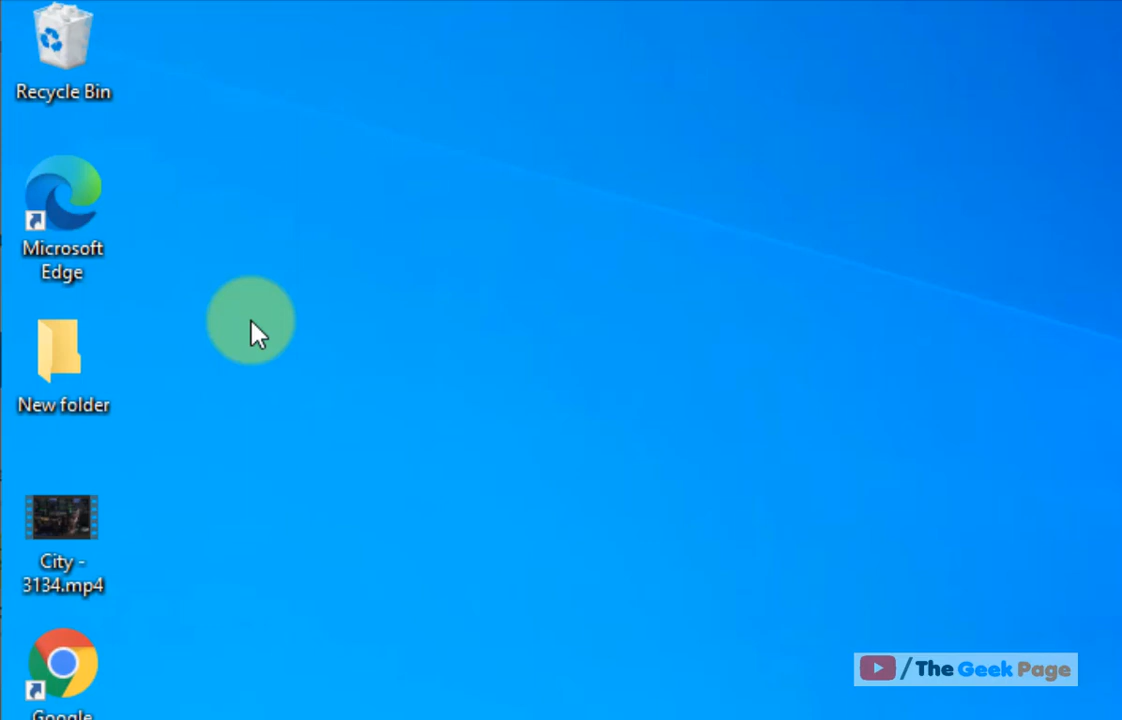 Recycle Bin
Microsoft
Edge
New folder
City -
3134.mp4
Google
/The Geek Page